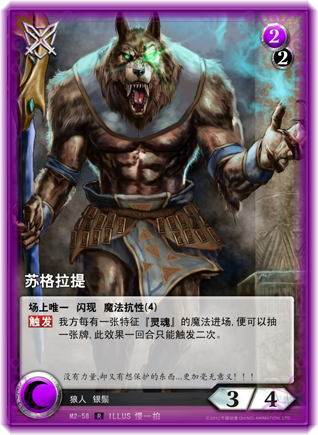 2
2
苏格拉提
场上唯一 闪现 魔法抗性(4)
触发 我方每有一张特征『灵魂』的魔法进场,便可以抽
一张牌,此效果一回合只能触发二次。
没有力量,却又有想保护的东西...更加毫无意义!!!
狼人 银鬃
3 4
M2-58 R ILLUS 慢一拍